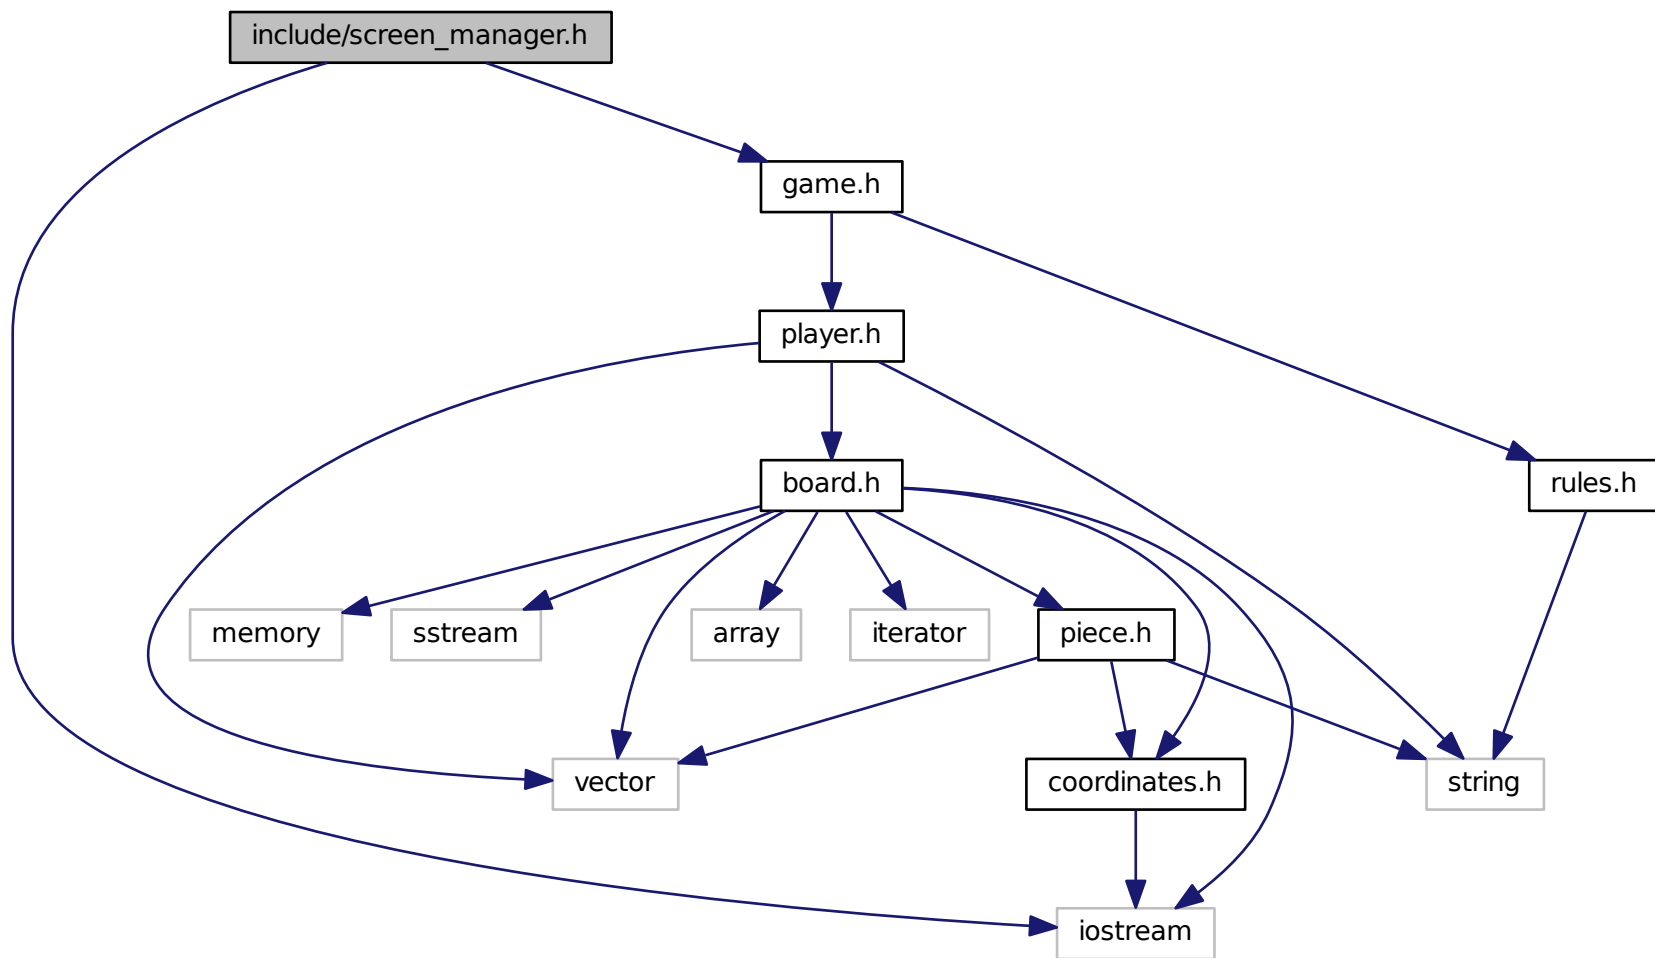 include/screen_manager.h
game.h
player.h
board.h
rules.h
memory
sstream
array
iterator
piece.h
vector
coordinates.h
string
iostream